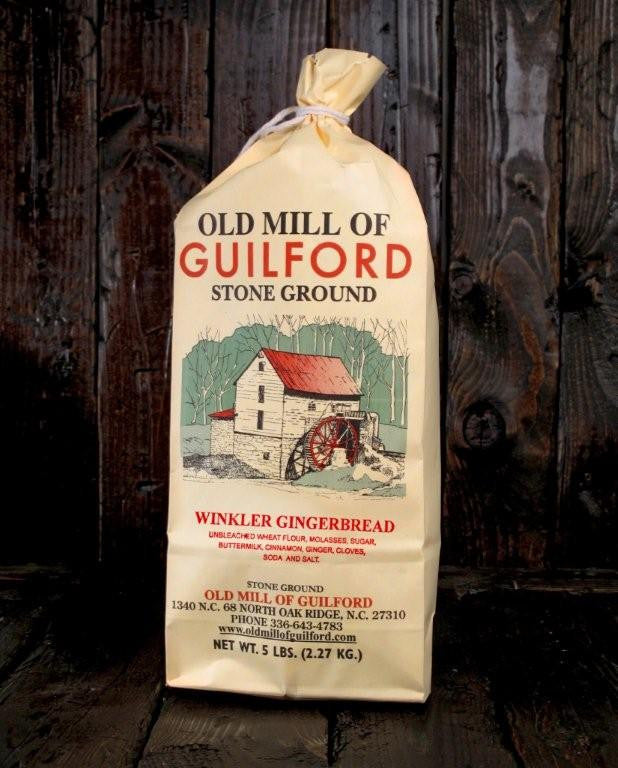 OLD MILL OF
GUILFORD
STONE GROUND
WINKLER GINGERBREAD
UNBLEACHED WHEAT FLOUR, MOLASSES, SUGAR,
BUTTERMILK, CINNAMON, GINGER, CLOVES,
SODA AND SALT.
STONE GROUND
OLD MILL OF GUILFORD
1340 N.C. 68 NORTH OAK RIDGE, N.C. 27310
PHONE 336-643-4783
www.oldmillofguilford.com
NET WT. 5 LBS. (2.27 KG.)